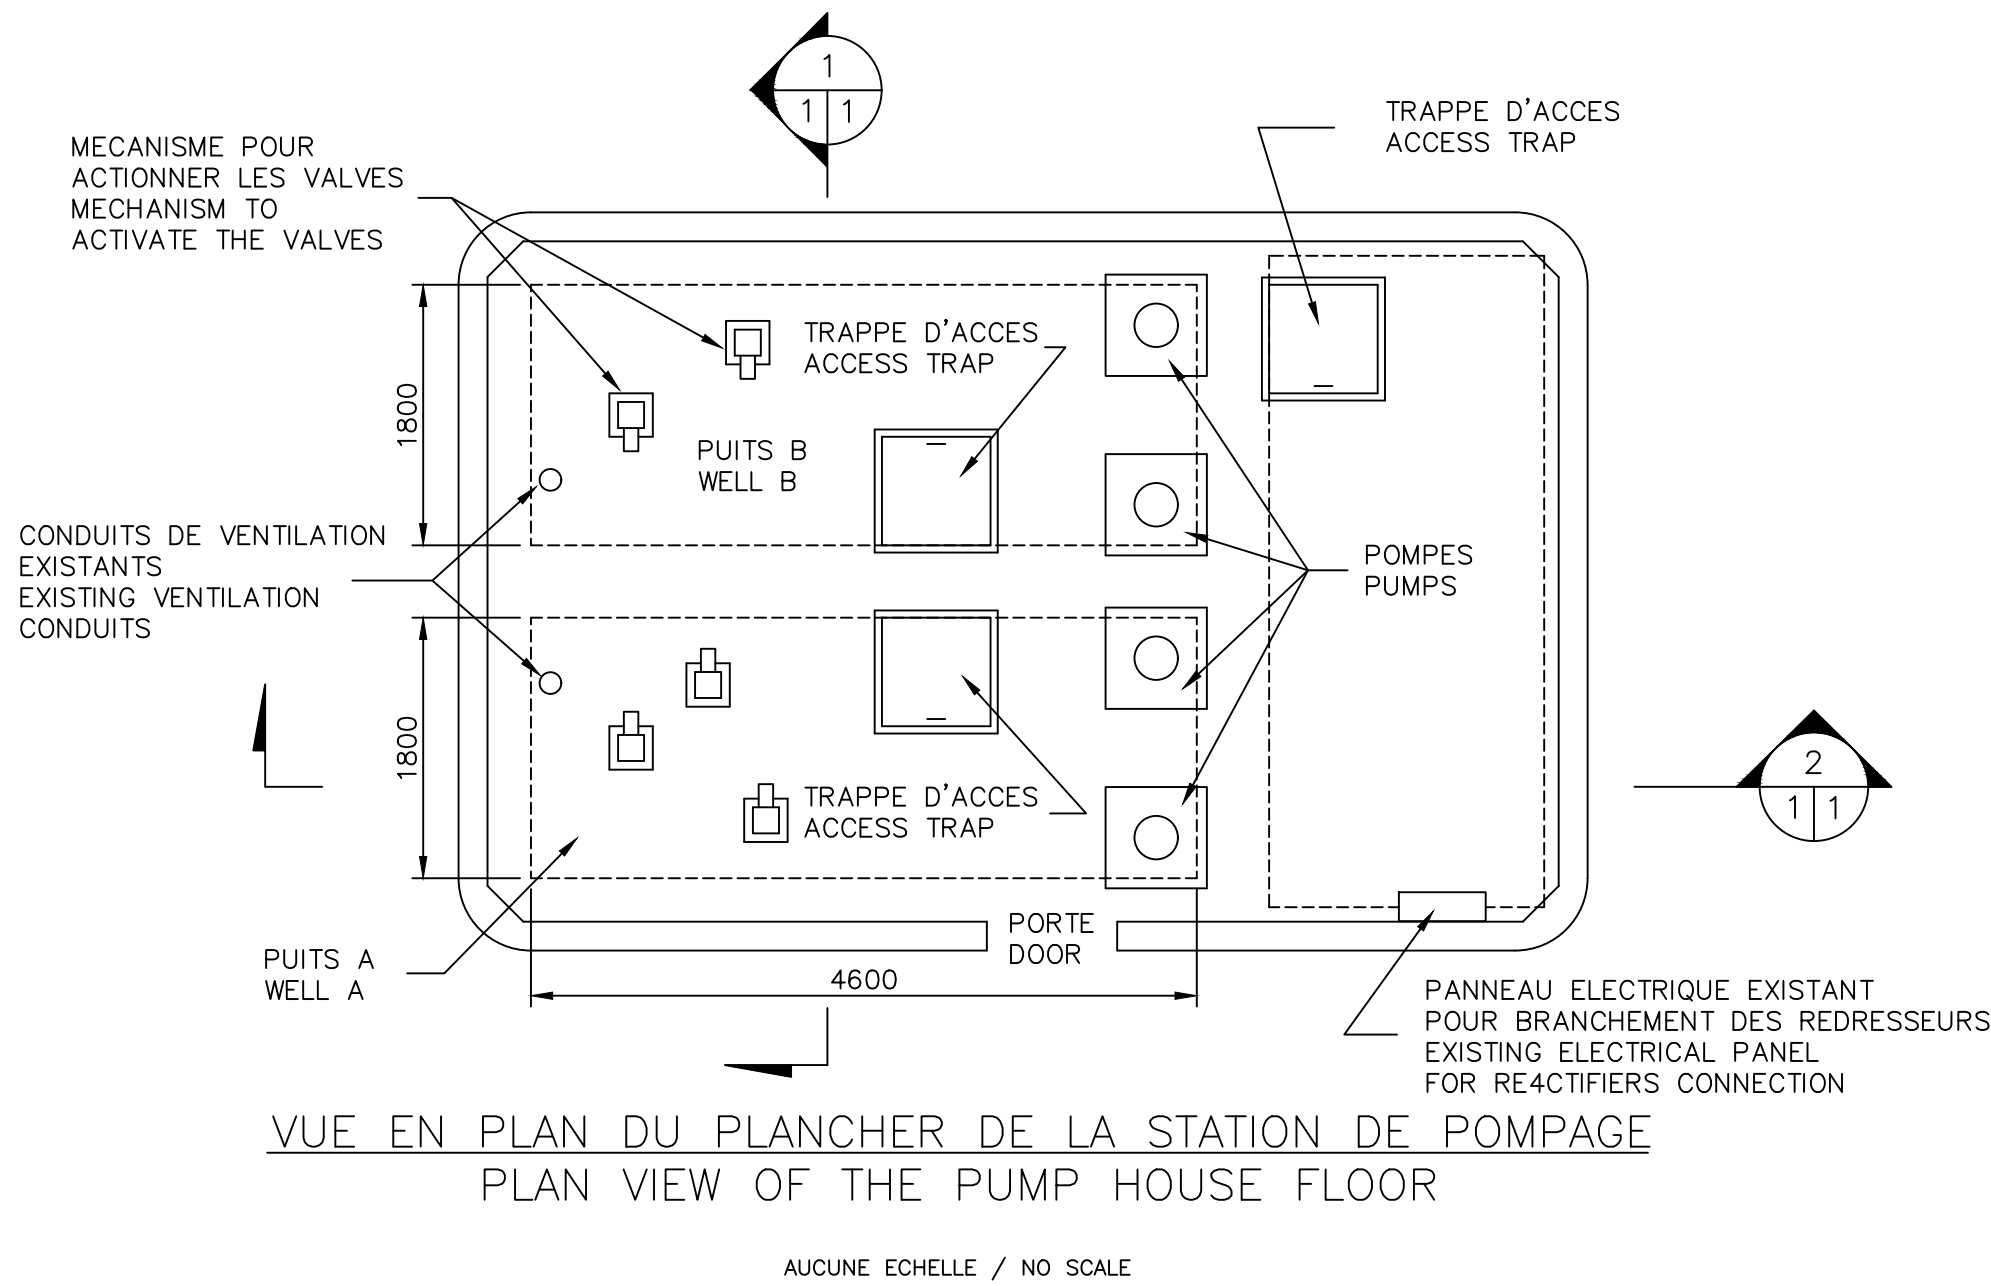 1
1 1
TRAPPE D'ACCES
ACCESS TRAP
MECANISME POUR
ACTIONNER LES VALVES
MECHANISM TO
ACTIVATE THE VALVES
TRAPPE D'ACCES
ACCESS TRAP
1800
PUITS B
WELL B
CONDUITS DE VENTILATION
EXISTANTS
EXISTING VENTILATION
CONDUITS
POMPES
PUMPS
1800
2
1 1
TRAPPE D'ACCES
ACCESS TRAP
PUITS A
WELL A
PORTE
DOOR
4600
PANNEAU ELECTRIQUE EXISTANT
POUR BRANCHEMENT DES REDRESSEURS
EXISTING ELECTRICAL PANEL
FOR RE4CTIFIERS CONNECTION
VUE EN PLAN DU PLANCHER DE LA STATION DE POMPAGE
PLAN VIEW OF THE PUMP HOUSE FLOOR
AUCUNE ECHELLE / NO SCALE